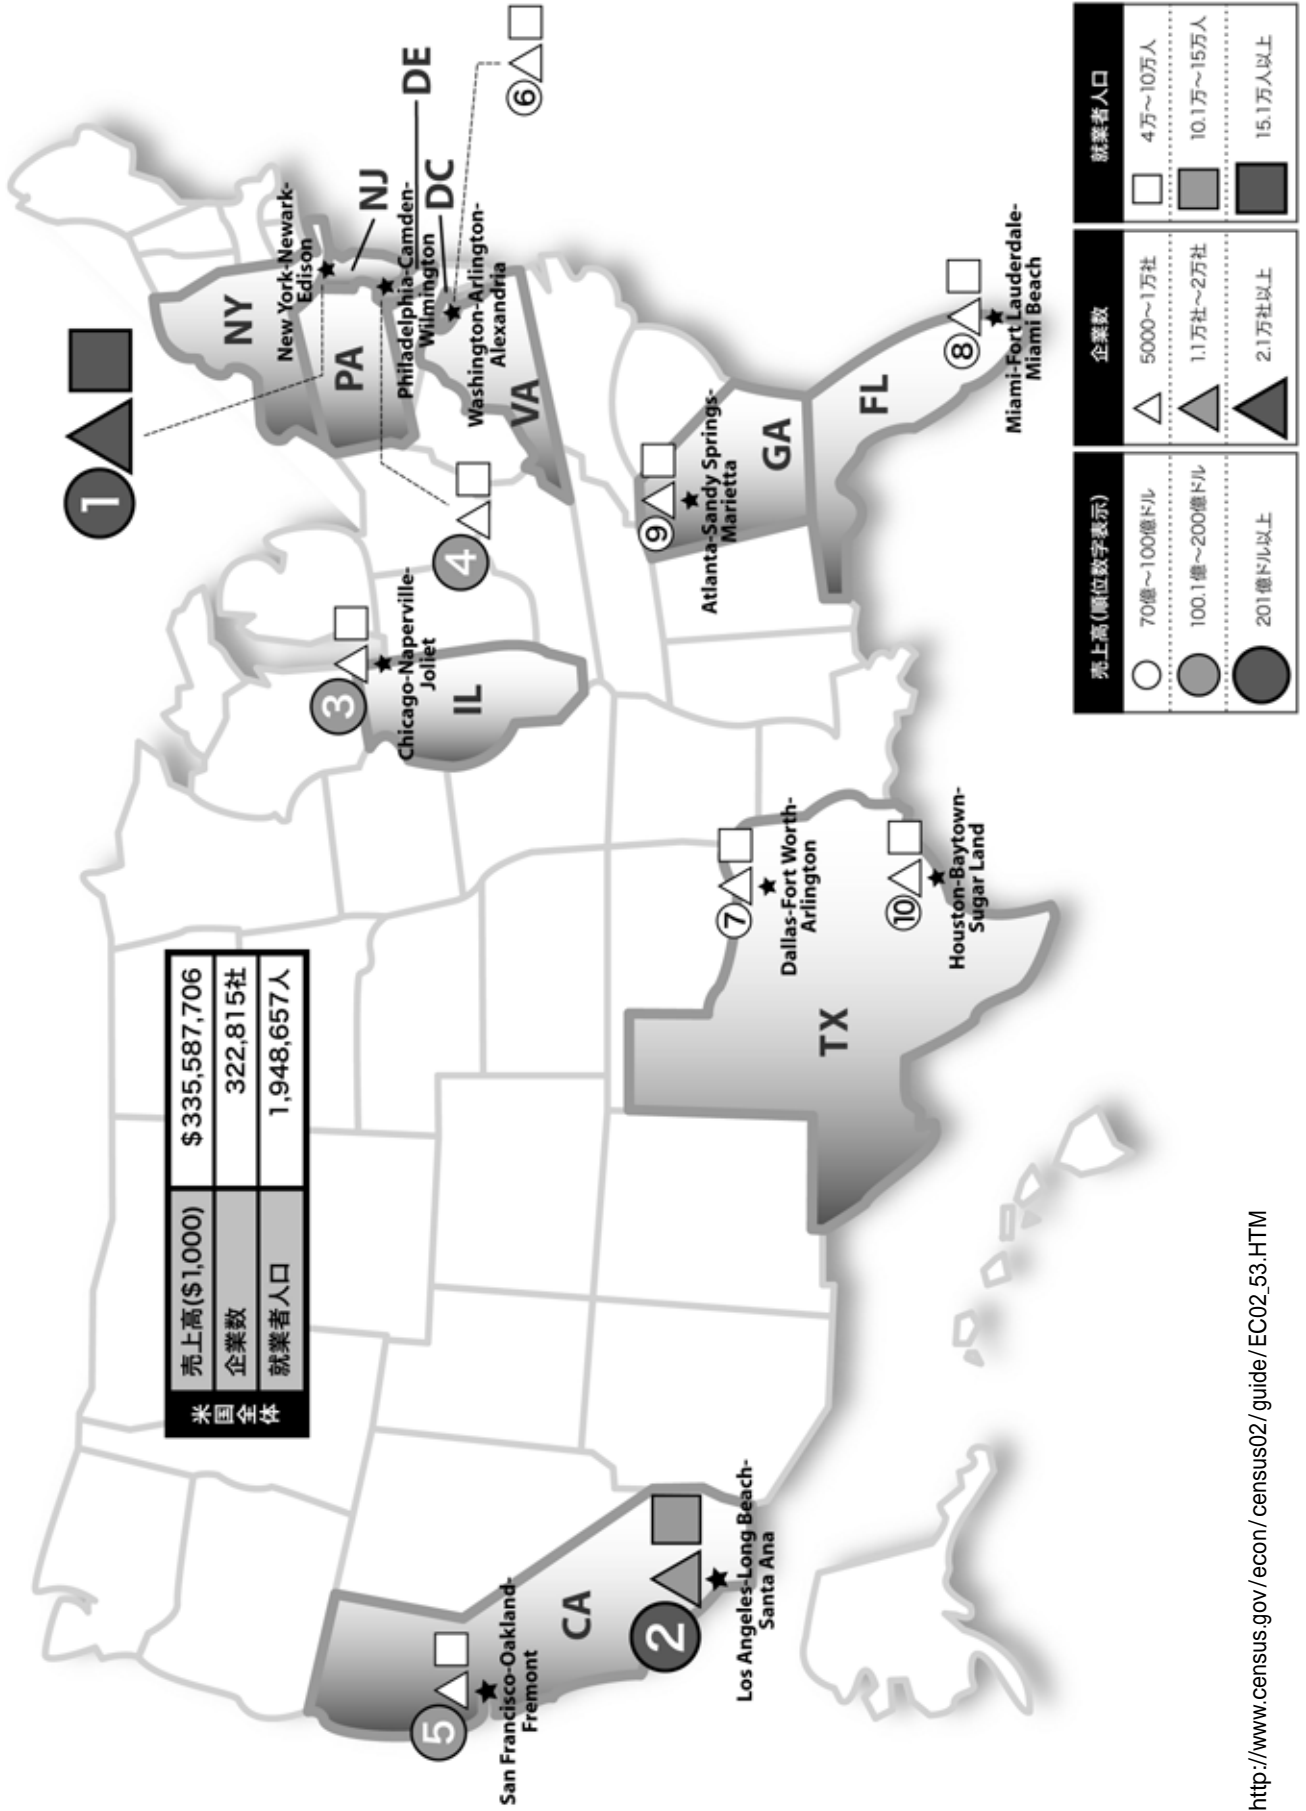 米国全体
売上高($1,000) $335,587,706
企業数 322,815社
就業者人口 1,948,657人
1
NY
New York-Newark-
Edison
NJ
PA
Philadelphia-Camden-
Wilmington
DE
DC
Washington-Arlington-
Alexandria
VA
6
4
3
Chicago-Naperville-
Joliet
IL
5
San Francisco-Oakland-
Fremont
CA
2
Los Angeles-Long Beach-
Santa Ana
7
Dallas-Fort Worth-
Arlington
TX
10
Houston-Baytown-
Sugar Land
9
Atlanta-Sandy Springs-
Marietta
GA
FL
8
Miami-Fort Lauderdale-
Miami Beach
売上高(順位数字表示) 企業数 就業者人口
70億～100億ドル 5000～1万社 4万～10万人
100.1億～200億ドル 1.1万社～2万社 10.1万～15万人
201億ドル以上 2.1万社以上 15.1万人以上
http://www.census.gov/econ/census02/guide/EC02_53.HTM